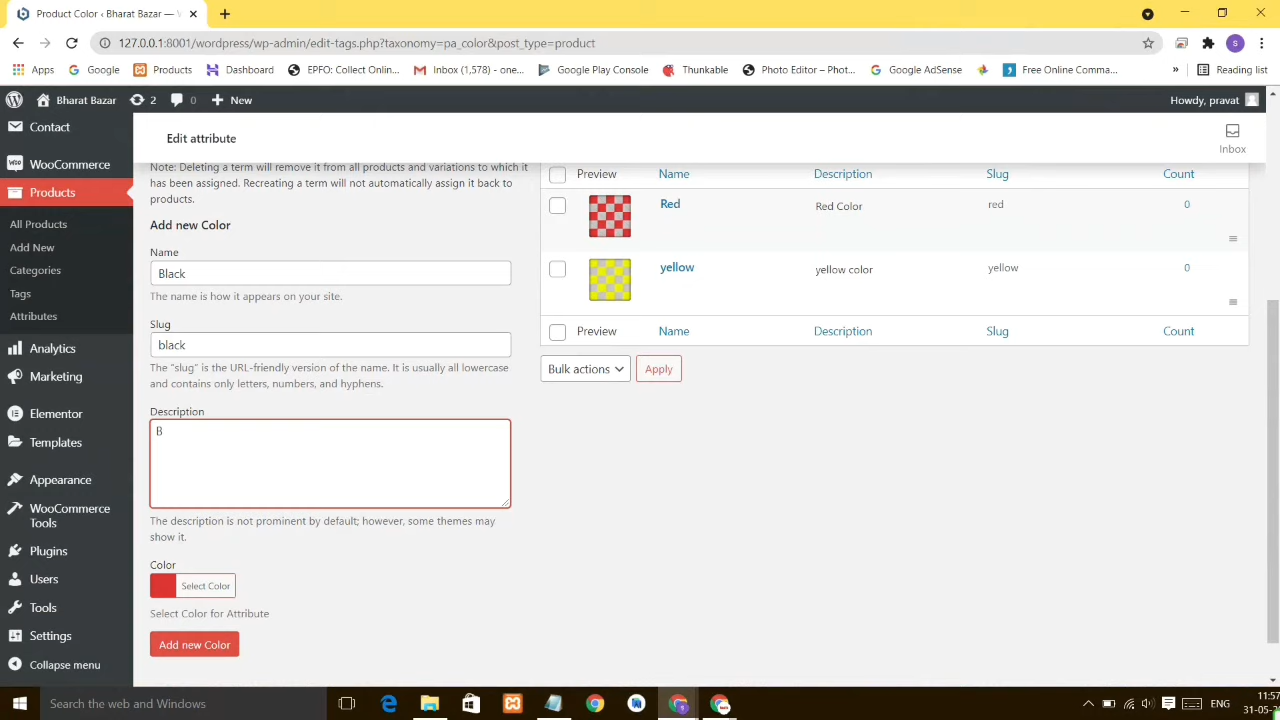 Product Color ‹ Bharat Bazar —
127.0.0.1:8001/wordpress/wp-admin/edit-tags.php?taxonomy=pa_color&post_type=product
Apps Google Products Dashboard EPFO: Collect Onlin... Inbox (1,578) - one... Google Play Console Thunkable Photo Editor – Phot... Google AdSense Free Online Comma... » Reading list
Bharat Bazar 2 0 New Howdy, pravat
Contact
WooCommerce
Products
All Products
Add New
Categories
Tags
Attributes
Analytics
Marketing
Elementor
Templates
Appearance
WooCommerce
Tools
Plugins
Users
Tools
Settings
Collapse menu
Edit attribute
Inbox
Note: Deleting a term will remove it from all products and variations to which it
has been assigned. Recreating a term will not automatically assign it back to
products.
Add new Color
Name
Black
The name is how it appears on your site.
Slug
black
The “slug” is the URL-friendly version of the name. It is usually all lowercase
and contains only letters, numbers, and hyphens.
Description
B
The description is not prominent by default; however, some themes may
show it.
Color
Select Color
Select Color for Attribute
Add new Color
Preview Name Description Slug Count
Red Red Color red 0
yellow yellow color yellow 0
Preview Name Description Slug Count
Bulk actions Apply
Search the web and Windows
ENG
11:57